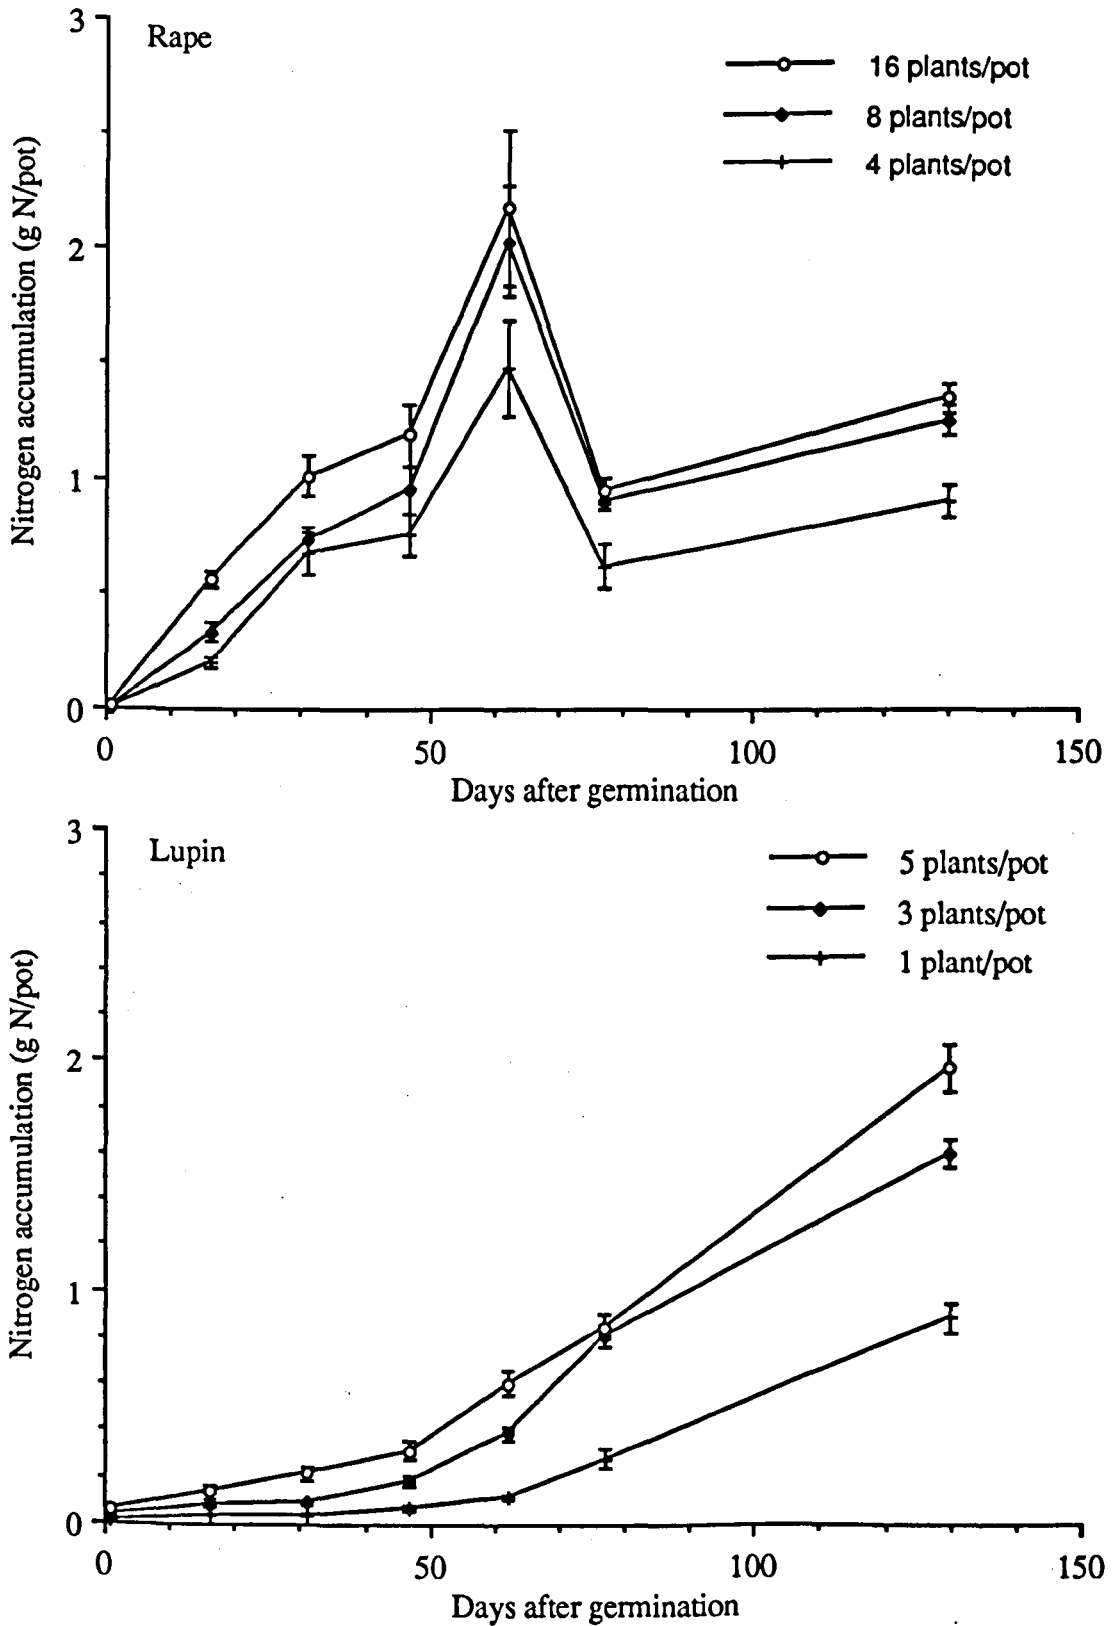 3
Rape
16 plants/pot
8 plants/pot
4 plants/pot
Nitrogen accumulation (g N/pot)
2
1
0
0 50 100 150
Days after germination
3
Lupin
5 plants/pot
3 plants/pot
1 plant/pot
Nitrogen accumulation (g N/pot)
2
1
0
0 50 100 150
Days after germination